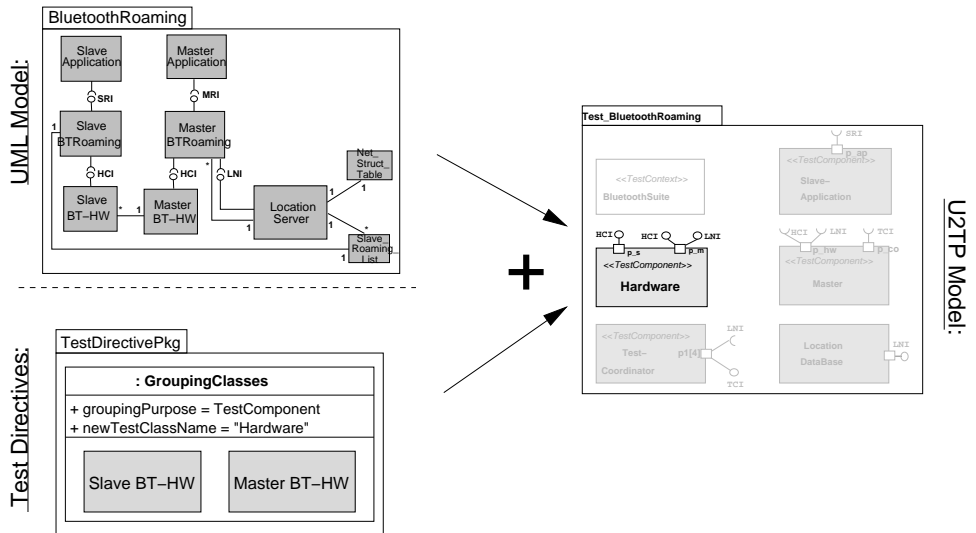 UML Model:
BluetoothRoaming
Slave
Application
Master
Application
SRI
MRI
1
Slave
BTRoaming
Master
BTRoaming
HCI
HCI
*
LNI
Net_
Struct_
Table
1
1
Slave
BT-HW
*
1
Master
BT-HW
1
Location
Server
1
*
Slave_
Roaming_
List
1
Test Directives:
TestDirectivePkg
: GroupingClasses
+ groupingPurpose = TestComponent
+ newTestClassName = "Hardware"
Slave BT-HW
Master BT-HW
+
U2TP Model:
Test_BluetoothRoaming
<<TestContext>>
BluetoothSuite
SRI
p_ap
<<TestComponent>>
Slave-
Application
HCI
HCI
LNI
p_s
p_m
<<TestComponent>>
Hardware
HCI
LNI
TCI
p_hw
p_co
<<TestComponent>>
Master
<<TestComponent>>
Test-
Coordinator
p1[4]
LNI
TCI
Location
DataBase
LNI